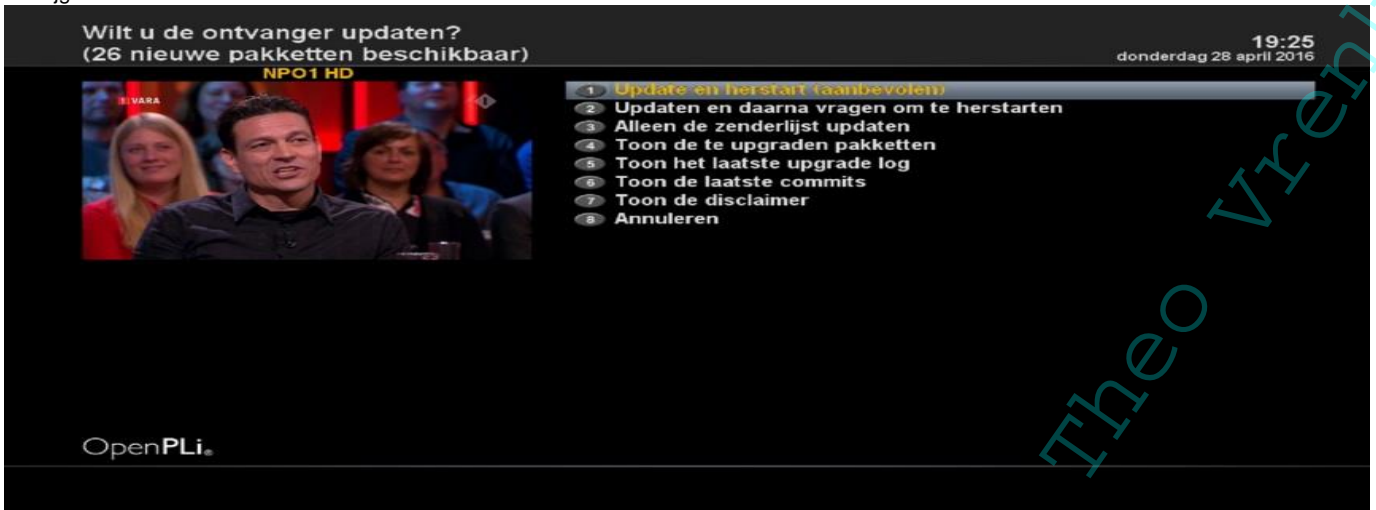 Wilt u de ontvanger updaten?
(26 nieuwe pakketten beschikbaar)
19:25
donderdag 28 april 2016
NPO1 HD
VARA
1 Update en herstart (aanbevolen)
2 Updaten en daarna vragen om te herstarten
3 Alleen de zenderlijst updaten
4 Toon de te upgraden pakketten
5 Toon het laatste upgrade log
6 Toon de laatste commits
7 Toon de disclaimer
8 Annuleren
OpenPLi®
Theo